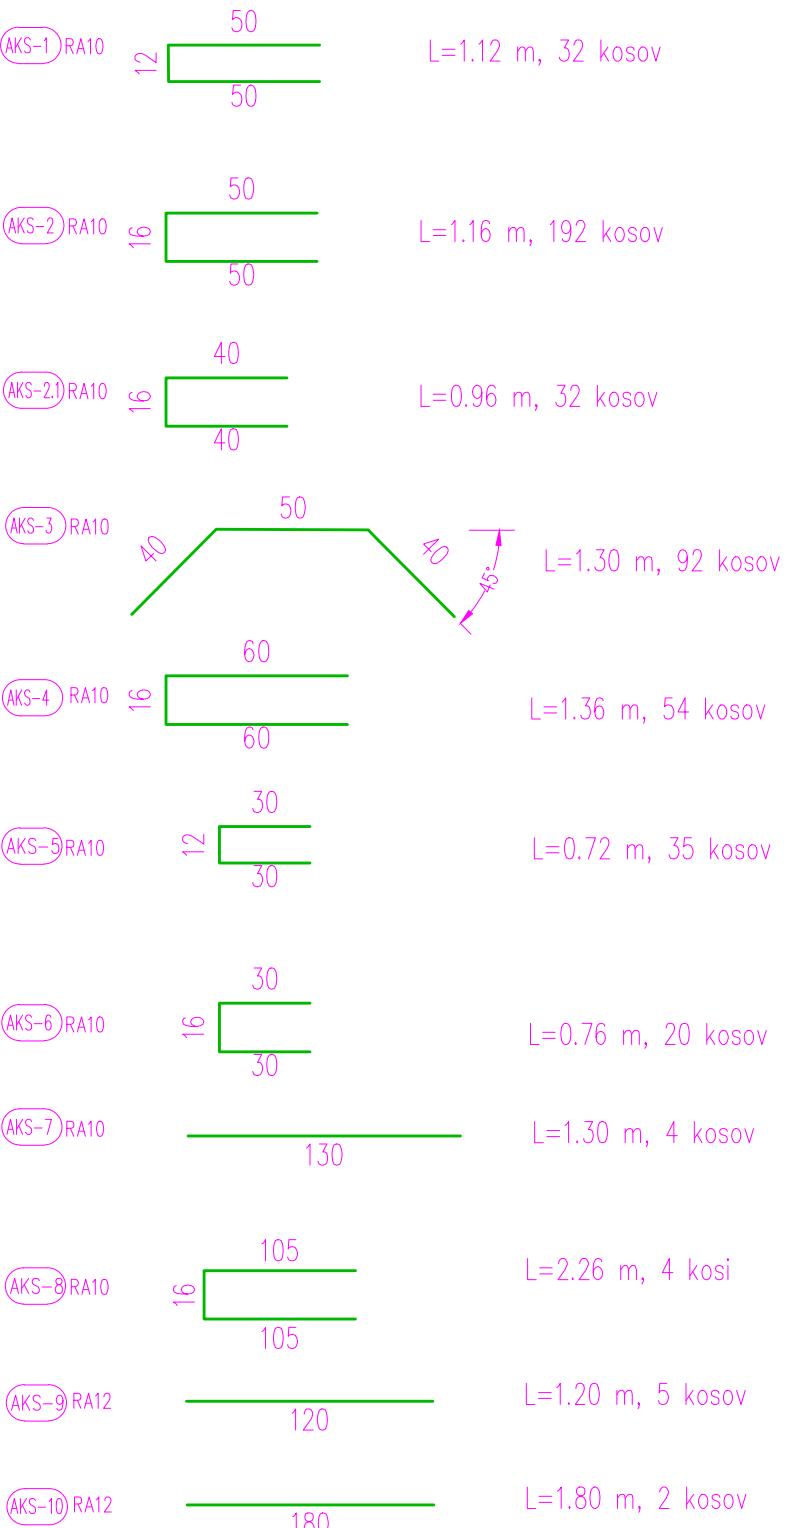 50
AKS-1 RA10 12 L=1.12 m, 32 kosov
50
50
AKS-2 RA10 16 L=1.16 m, 192 kosov
50
40
AKS-2.1 RA10 16 L=0.96 m, 32 kosov
40
50
AKS-3 RA10 40 40 45° L=1.30 m, 92 kosov
60
AKS-4 RA10 16 L=1.36 m, 54 kosov
60
30
AKS-5 RA10 12 L=0.72 m, 35 kosov
30
30
AKS-6 RA10 16 L=0.76 m, 20 kosov
30
AKS-7 RA10 L=1.30 m, 4 kosov
130
105
AKS-8 RA10 16 L=2.26 m, 4 kosi
105
AKS-9 RA12 L=1.20 m, 5 kosov
120
AKS-10 RA12 L=1.80 m, 2 kosov
180